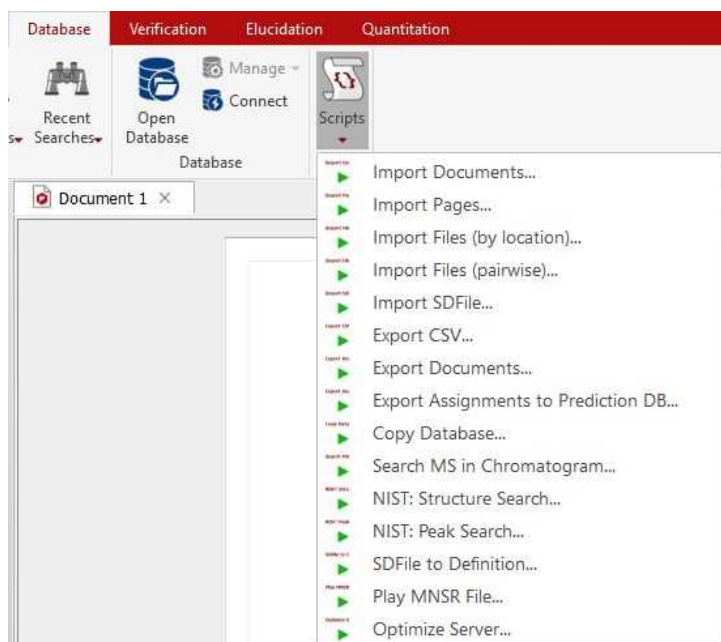 Database Verification Elucidation Quantitation
Manage
Connect
Recent
Searches
Open
Database
Scripts
Database
Document 1
Import Documents...
Import Pages...
Import Files (by location)...
Import Files (pairwise)...
Import SDFile...
Export CSV...
Export Documents...
Export Assignments to Prediction DB...
Copy Database...
Search MS in Chromatogram...
NIST: Structure Search...
NIST: Peak Search...
SDFile to Definition...
Play MNSR File...
Optimize Server...